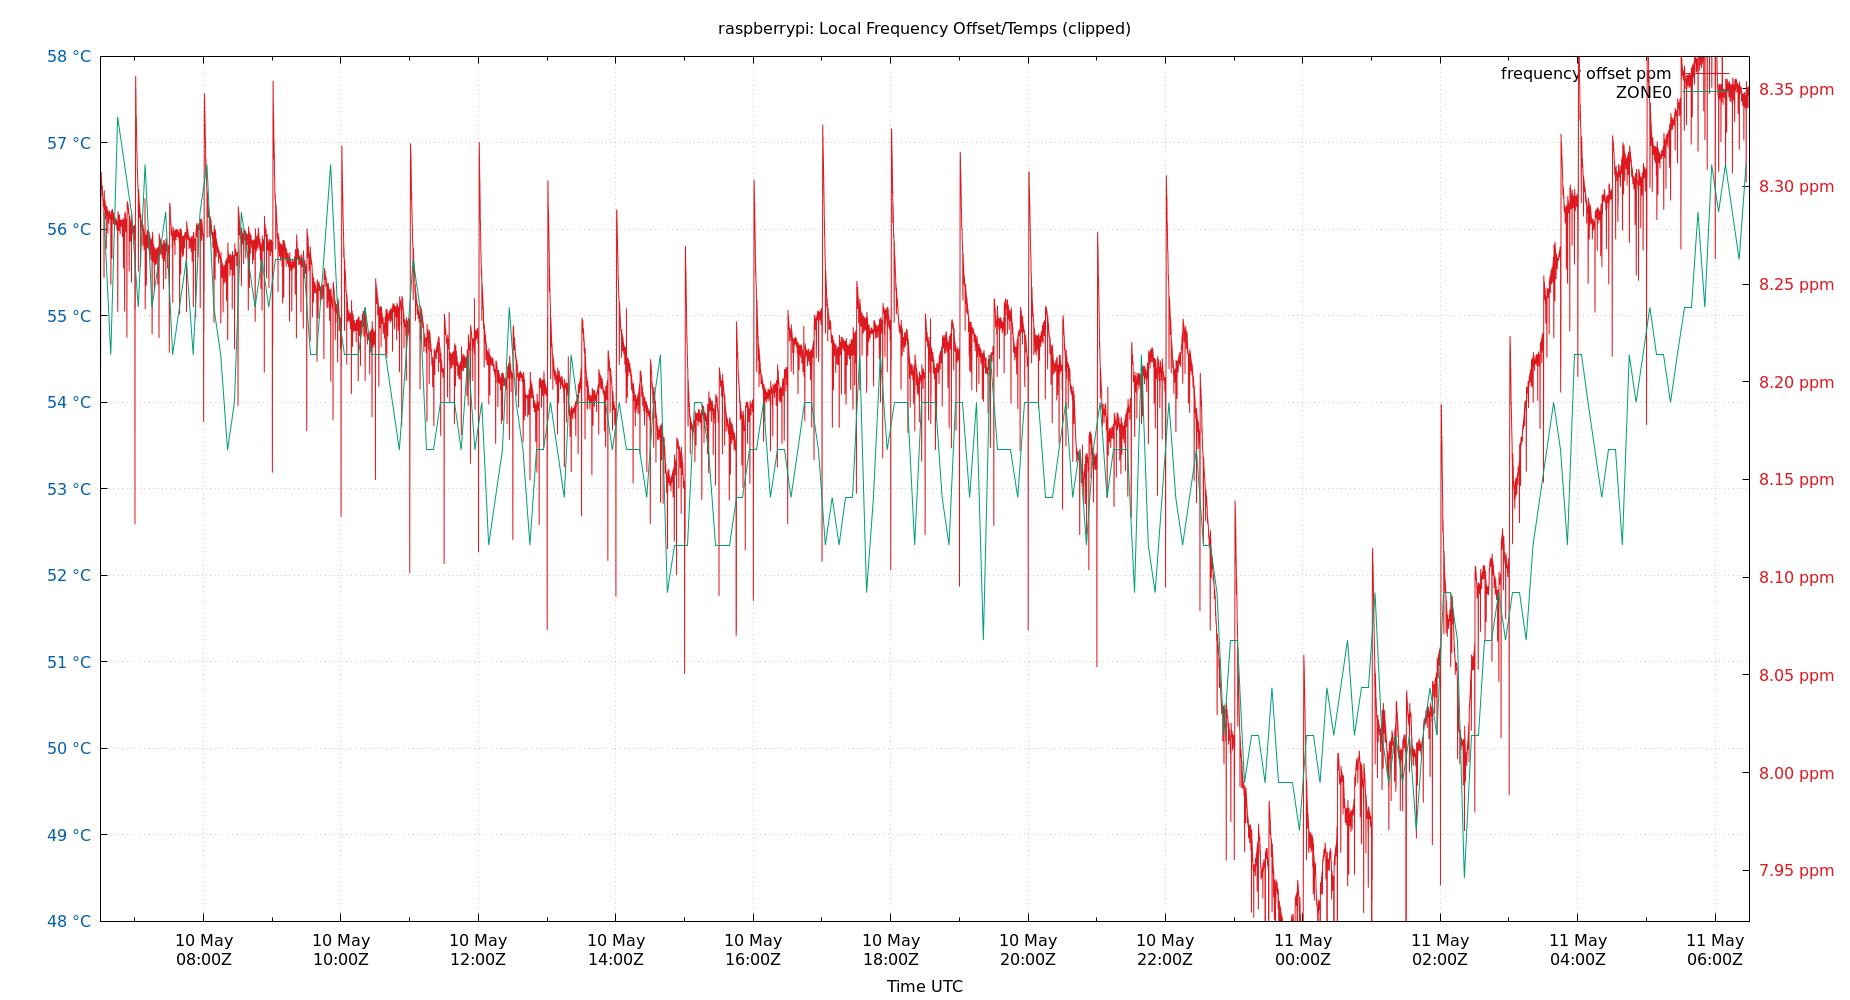 raspberrypi: Local Frequency Offset/Temps (clipped)
58 °C
57 °C
56 °C
55 °C
54 °C
53 °C
52 °C
51 °C
50 °C
49 °C
48 °C
frequency offset ppm
ZONE0
8.35 ppm
8.30 ppm
8.25 ppm
8.20 ppm
8.15 ppm
8.10 ppm
8.05 ppm
8.00 ppm
7.95 ppm
10 May 10 May 10 May 10 May 10 May 10 May 10 May 10 May 11 May 11 May 11 May 11 May
08:00Z 10:00Z 12:00Z 14:00Z 16:00Z 18:00Z 20:00Z 22:00Z 00:00Z 02:00Z 04:00Z 06:00Z
Time UTC